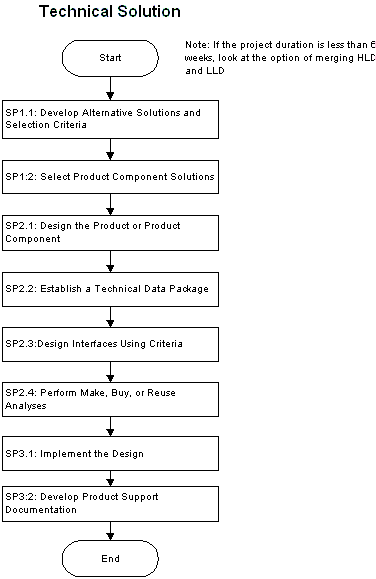 Technical Solution
Note: If the project duration is less than 6
weeks, look at the option of merging HLD
and LLD
Start
SP1.1: Develop Alternative Solutions and
Selection Criteria
SP1:2: Select Product Component Solutions
SP2.1: Design the Product or Product
Component
SP2.2: Establish a Technical Data Package
SP2.3:Design Interfaces Using Criteria
SP2.4: Perform Make, Buy, or Reuse
Analyses
SP3.1: Implement the Design
SP3:2: Develop Product Support
Documentation
End